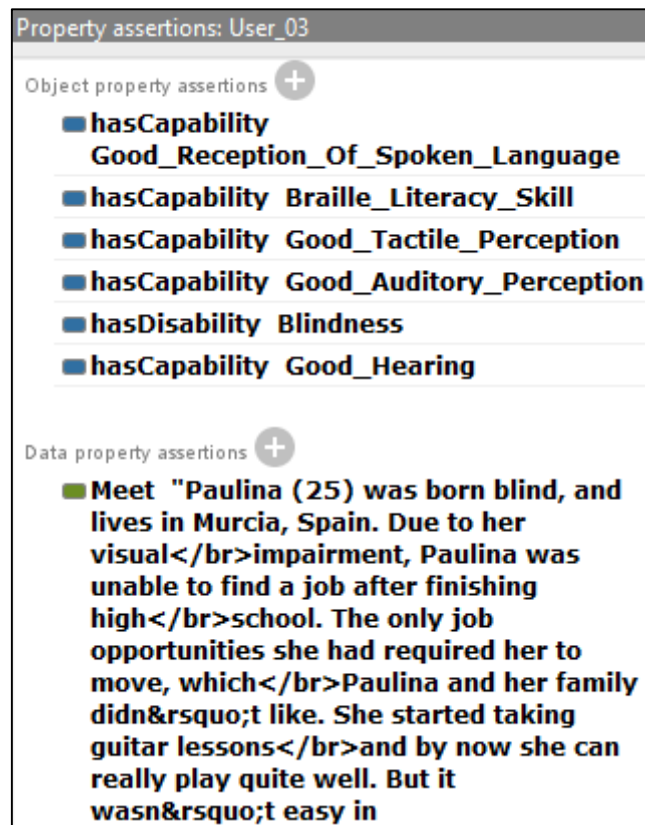 Property assertions: User_03
Object property assertions
hasCapability
Good_Reception_Of_Spoken_Language
hasCapability Braille_Literacy_Skill
hasCapability Good_Tactile_Perception
hasCapability Good_Auditory_Perception
hasDisability Blindness
hasCapability Good_Hearing
Data property assertions
Meet "Paulina (25) was born blind, and
lives in Murcia, Spain. Due to her
visual</br>impairment, Paulina was
unable to find a job after finishing
high</br>school. The only job
opportunities she had required her to
move, which</br>Paulina and her family
didn&rsquo;t like. She started taking
guitar lessons</br>and by now she can
really play quite well. But it
wasn&rsquo;t easy in